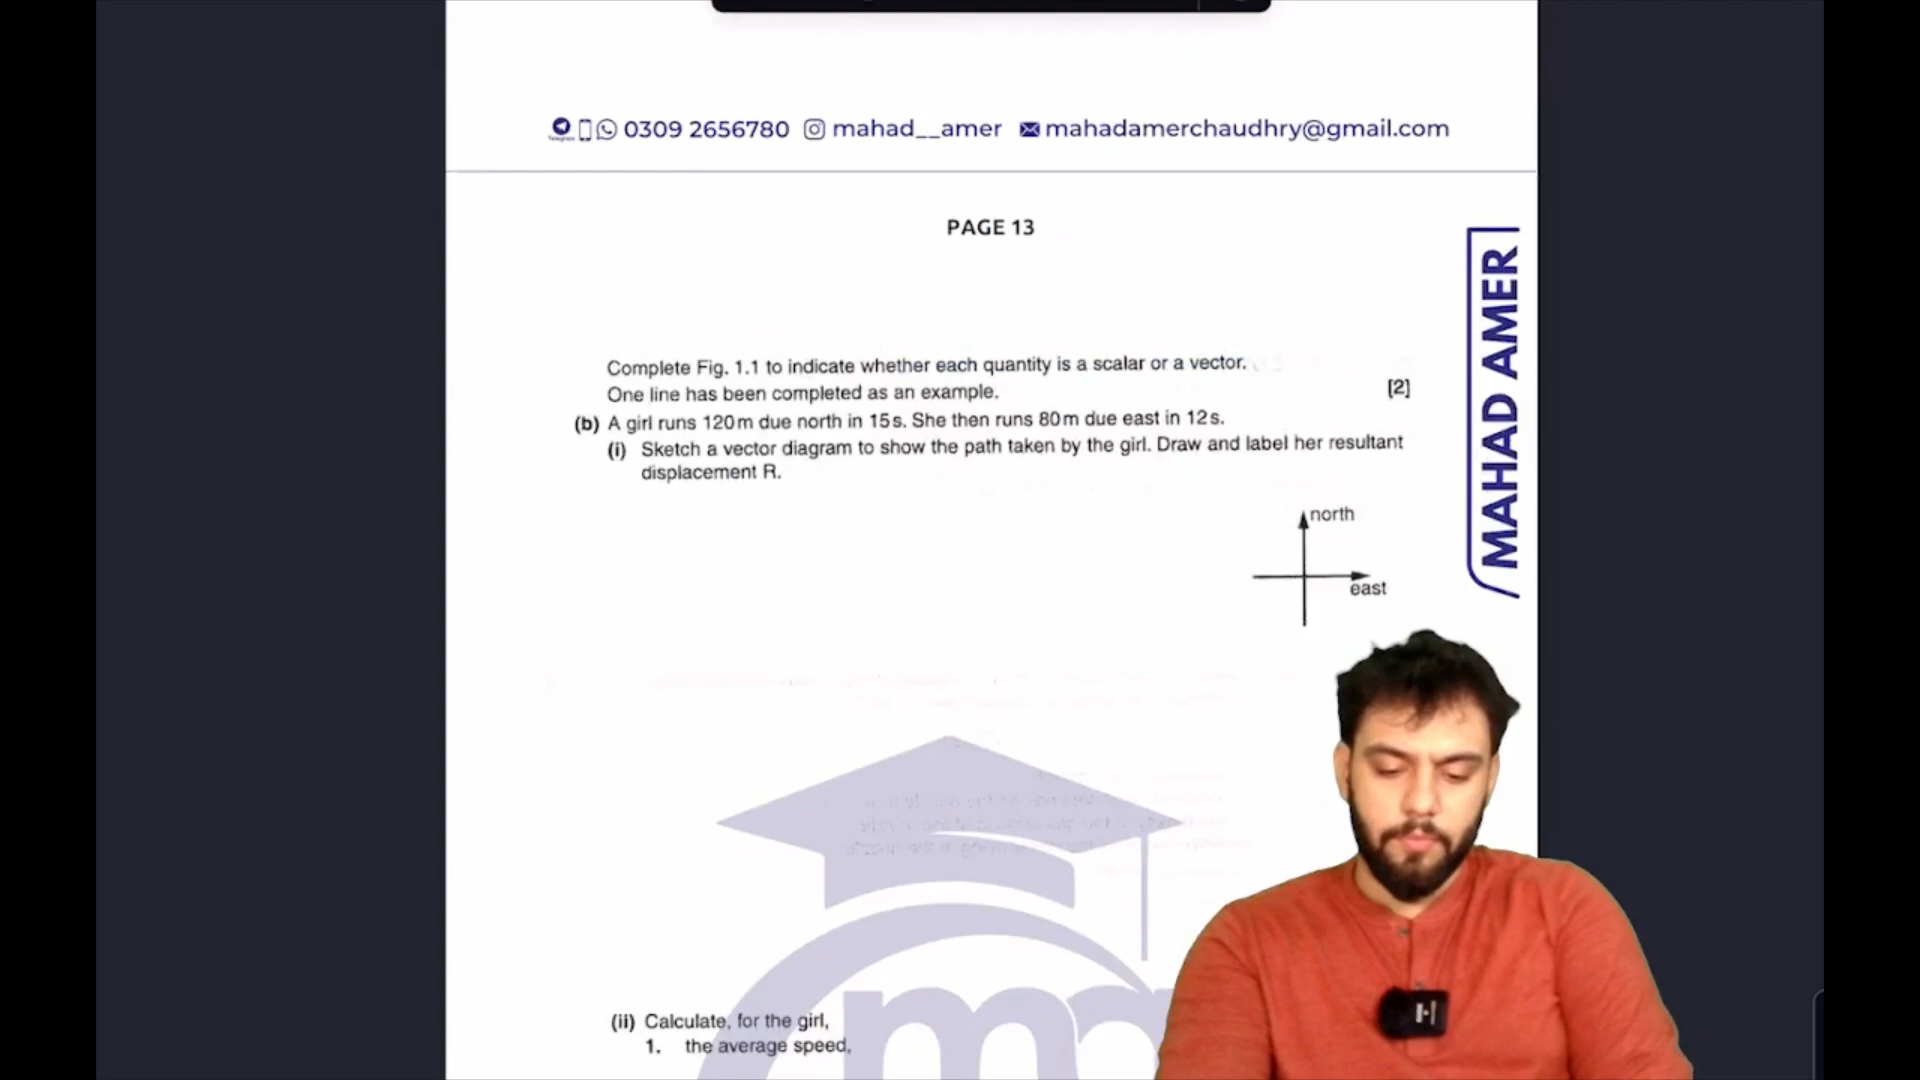 0309 2656780 mahad__amer mahadamerchaudhry@gmail.com
PAGE 13
MAHAD AMER
Complete Fig. 1.1 to indicate whether each quantity is a scalar or a vector.
One line has been completed as an example. [2]
(b) A girl runs 120m due north in 15s. She then runs 80m due east in 12s.
(i) Sketch a vector diagram to show the path taken by the girl. Draw and label her resultant
displacement R.
north
east
(ii) Calculate, for the girl,
1. the average speed,